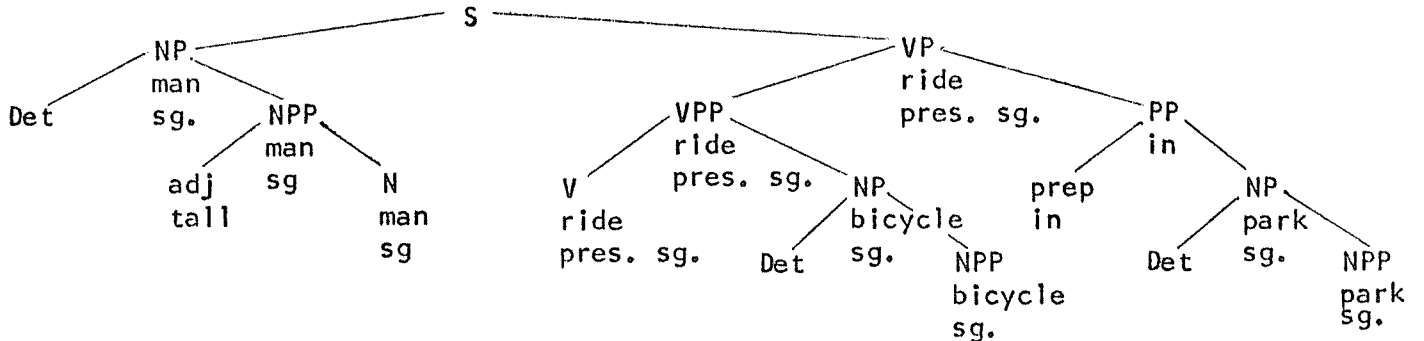 S
NP VP
man ride
sg. pres. sg.
Det NPP VPP PP
man ride in
sg pres. sg.
adj N V NP prep NP
tall man ride bicycle in park
sg pres. sg. sg. sg.
Det NPP Det NPP
bicycle park
sg. sg.